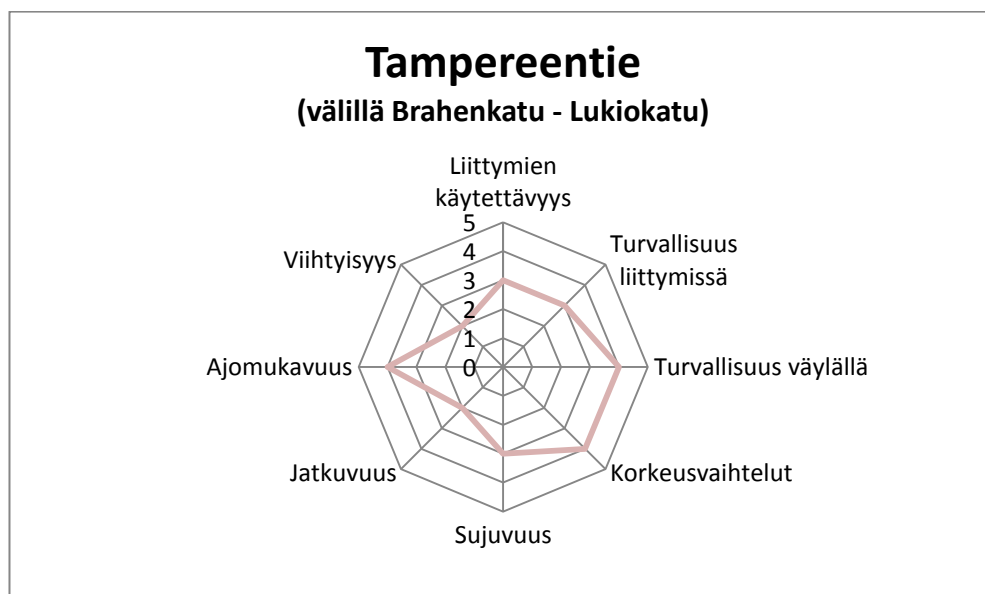 Tampereentie
(välillä Brahenkatu - Lukiokatu)
Liittymien
käytettävyys
Turvallisuus
liittymissä
Turvallisuus väylällä
Korkeusvaihtelut
Sujuvuus
Jatkuvuus
Ajomukavuus
Viihtyisyys
5
4
3
2
1
0